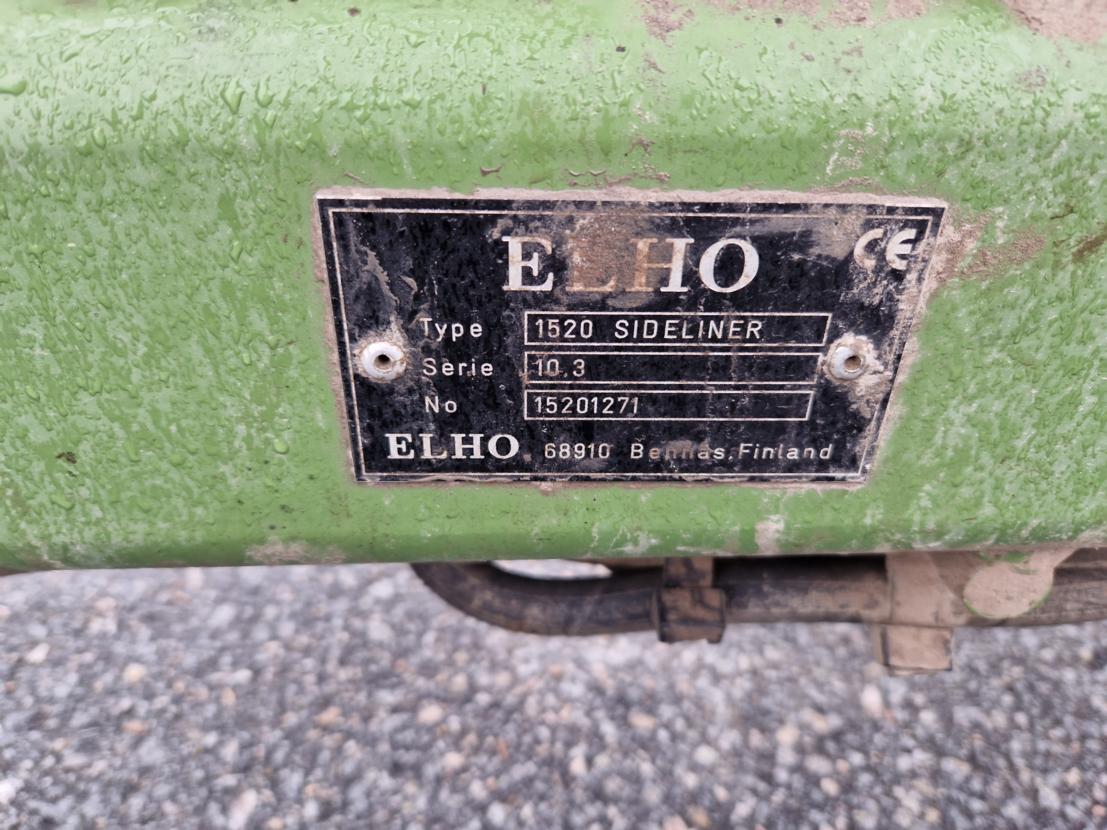 ELHO CE
Type 1520 SIDELINER
Serie 10.3
No 15201271
ELHO. 68910 Bennäs, Finland